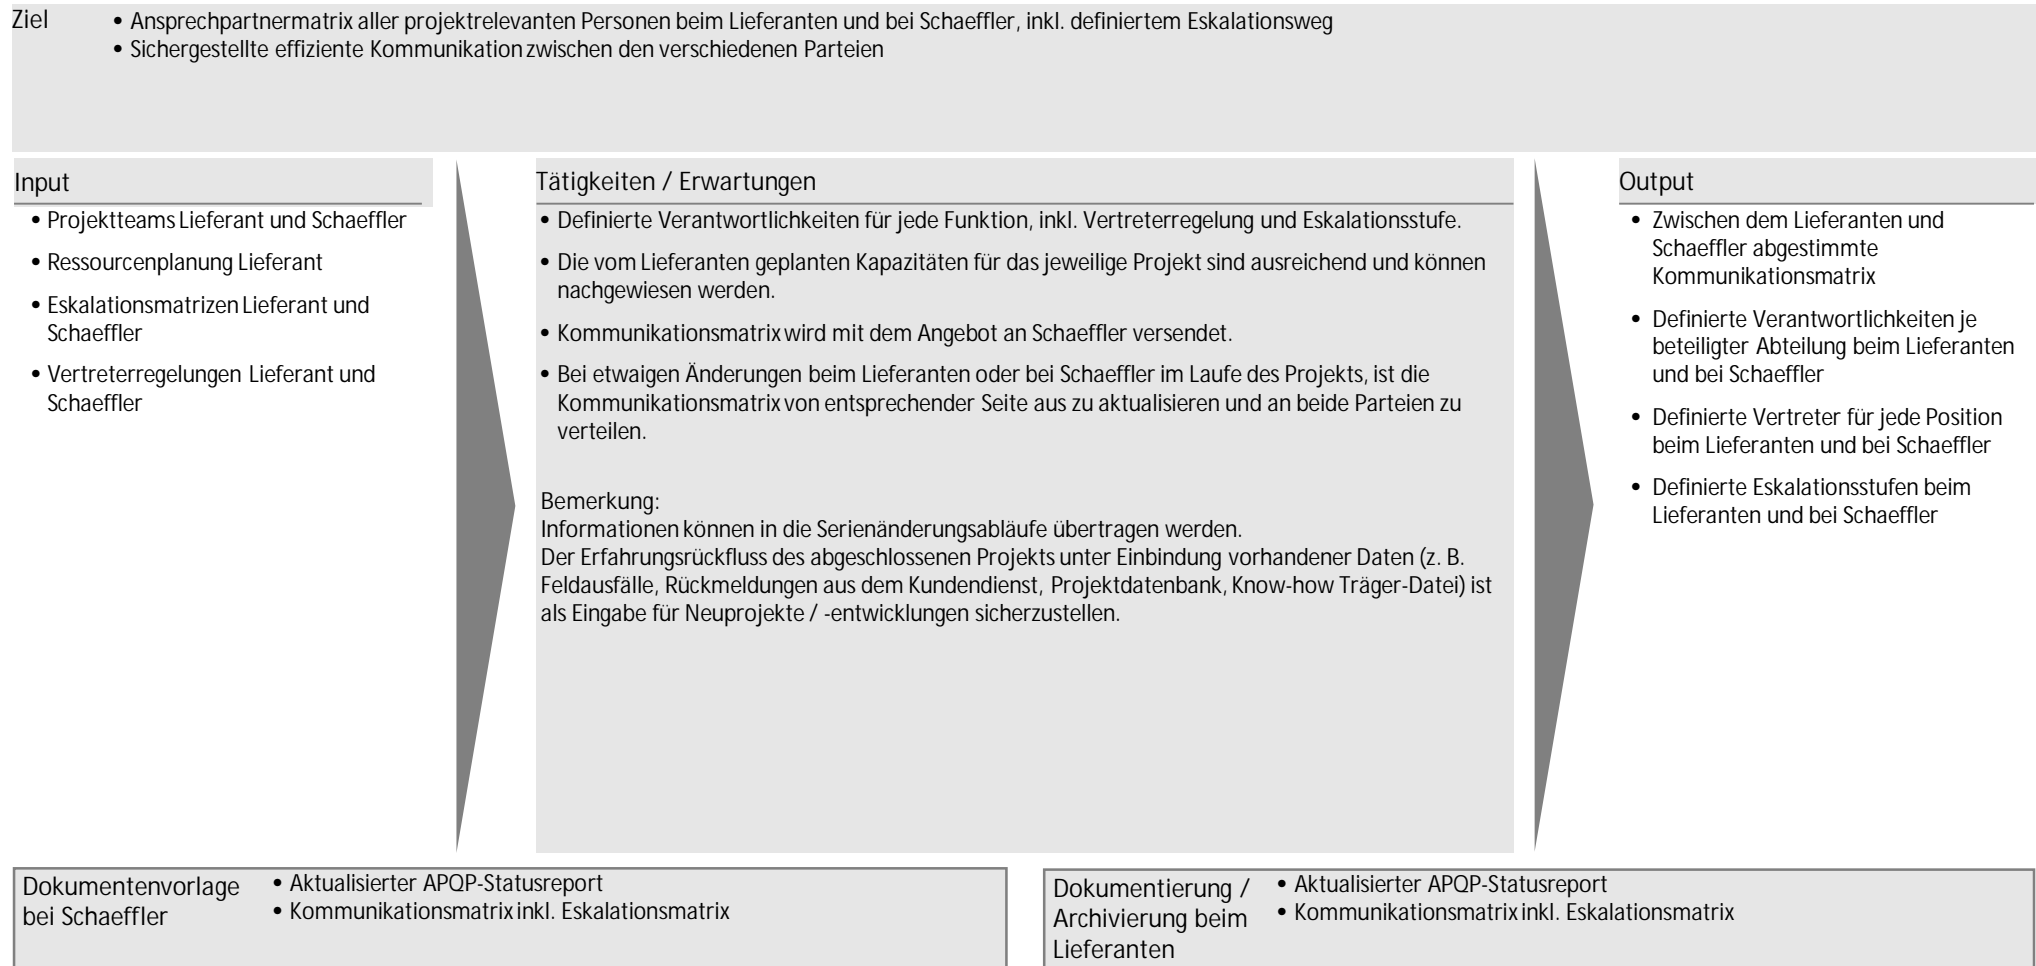 Ziel
• Ansprechpartnermatrix aller projektrelevanten Personen beim Lieferanten und bei Schaeffler, inkl. definiertem Eskalationsweg
• Sichergestellte effiziente Kommunikation zwischen den verschiedenen Parteien
Input
• Projektteams Lieferant und Schaeffler
• Ressourcenplanung Lieferant
• Eskalationsmatrizen Lieferant und
Schaeffler
• Vertreterregelungen Lieferant und
Schaeffler
Tätigkeiten / Erwartungen
• Definierte Verantwortlichkeiten für jede Funktion, inkl. Vertreterregelung und Eskalationsstufe.
• Die vom Lieferanten geplanten Kapazitäten für das jeweilige Projekt sind ausreichend und können
nachgewiesen werden.
• Kommunikationsmatrix wird mit dem Angebot an Schaeffler versendet.
• Bei etwaigen Änderungen beim Lieferanten oder bei Schaeffler im Laufe des Projekts, ist die
Kommunikationsmatrix von entsprechender Seite aus zu aktualisieren und an beide Parteien zu
verteilen.
Bemerkung:
Informationen können in die Serienänderungsabläufe übertragen werden.
Der Erfahrungsrückfluss des abgeschlossenen Projekts unter Einbindung vorhandener Daten (z. B.
Feldausfälle, Rückmeldungen aus dem Kundendienst, Projektdatenbank, Know-how Träger-Datei) ist
als Eingabe für Neuprojekte / -entwicklungen sicherzustellen.
Output
• Zwischen dem Lieferanten und
Schaeffler abgestimmte
Kommunikationsmatrix
• Definierte Verantwortlichkeiten je
beteiligter Abteilung beim Lieferanten
und bei Schaeffler
• Definierte Vertreter für jede Position
beim Lieferanten und bei Schaeffler
• Definierte Eskalationsstufen beim
Lieferanten und bei Schaeffler
Dokumentenvorlage
bei Schaeffler
• Aktualisierter APQP-Statusreport
• Kommunikationsmatrix inkl. Eskalationsmatrix
Dokumentierung /
Archivierung beim
Lieferanten
• Aktualisierter APQP-Statusreport
• Kommunikationsmatrix inkl. Eskalationsmatrix